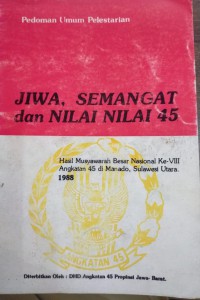 Pedoman Umum Pelestarian
JIWA, SEMANGAT
dan NILAI NILAI 45
Hasil Musyawarah Besar Nasional Ke-VIII
Angkatan 45 di Manado, Sulawesi Utara.
1988
ANGKATAN 45
Diterbitkan Oleh : DHD Angkatan 45 Propinsi Jawa- Barat.